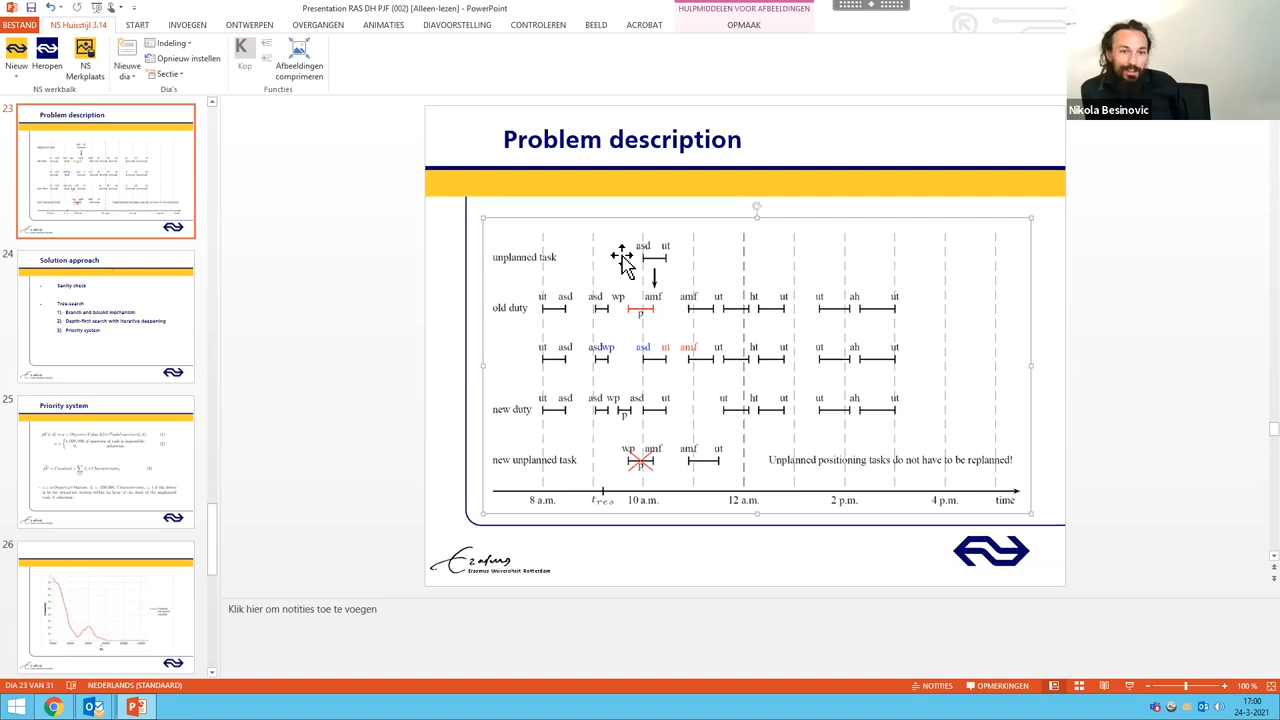 Presentation RAS DH PJF (002) [Alleen-lezen] - PowerPoint
HULPMIDDELEN VOOR AFBEELDINGEN
BESTAND NS Huisstijl 3.14 START INVOEGEN ONTWERPEN OVERGANGEN ANIMATIES DIAVOORSTELLING CONTROLEREN BEELD ACROBAT OPMAAK
Nieuw
Heropen
NS Merkplaats
Nieuwe dia
Indeling
Opnieuw instellen
Sectie
Kop
Afbeeldingen comprimeren
NS werkbalk Dia's Functies
Nikola Besinovic
23
Problem description
24
Solution approach
Sanity check
Tree-search
1) Branch and bound mechanism
2) Depth-first search with iterative deepening
3) Priority system
25
Priority system
26
Problem description
asd ut
unplanned task
ut asd asd wp amf amf ut ht ut ut ah ut
old duty
p
ut asd asdwp asd ut amf ut ht ut ut ah ut
ut asd asd wp asd ut ut ht ut ut ah ut
new duty
p
wp amf amf ut
new unplanned task
p
Unplanned positioning tasks do not have to be replanned!
8 a.m. tres 10 a.m. 12 a.m. 2 p.m. 4 p.m. time
Erasmus Universiteit Rotterdam
Klik hier om notities toe te voegen
DIA 23 VAN 31 NEDERLANDS (STANDAARD) NOTITIES OPMERKINGEN 100 %
17:00
24-3-2021